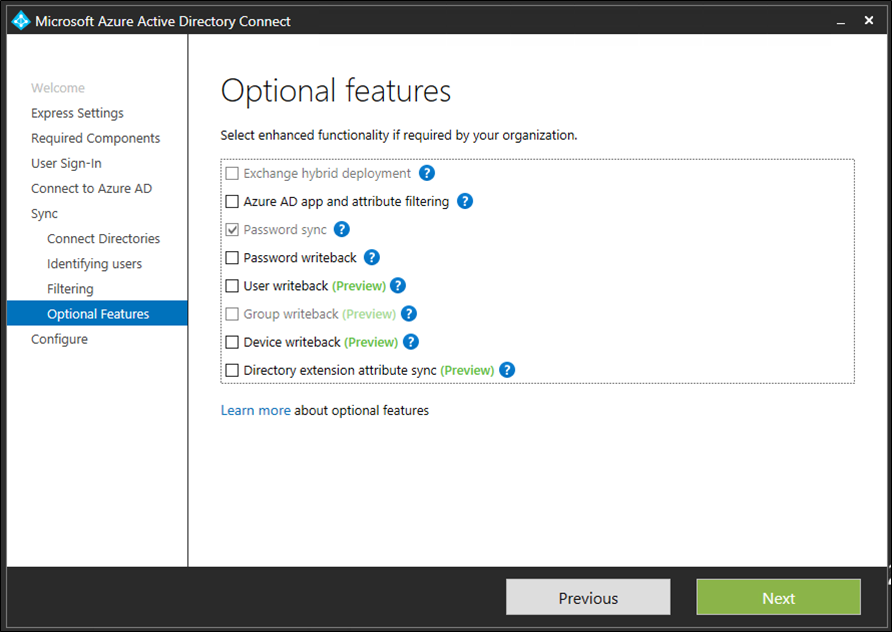 Microsoft Azure Active Directory Connect
Welcome
Express Settings
Required Components
User Sign-In
Connect to Azure AD
Sync
Connect Directories
Identifying users
Filtering
Optional Features
Configure
Optional features
Select enhanced functionality if required by your organization.
Exchange hybrid deployment ?
Azure AD app and attribute filtering ?
Password sync ?
Password writeback ?
User writeback (Preview) ?
Group writeback (Preview) ?
Device writeback (Preview) ?
Directory extension attribute sync (Preview) ?
Learn more about optional features
Previous
Next